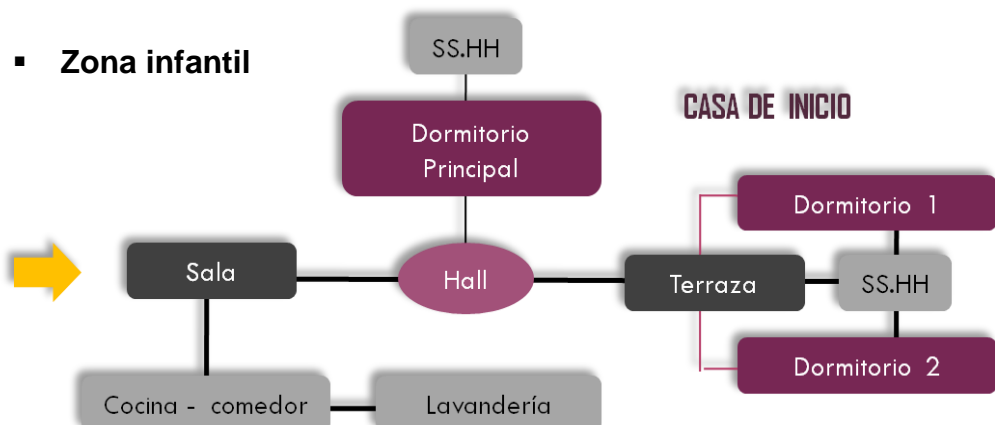 ▪ Zona infantil
SS.HH
CASA DE INICIO
Dormitorio
Principal
Dormitorio 1
Sala
Hall
Terraza
SS.HH
Dormitorio 2
Cocina - comedor
Lavandería